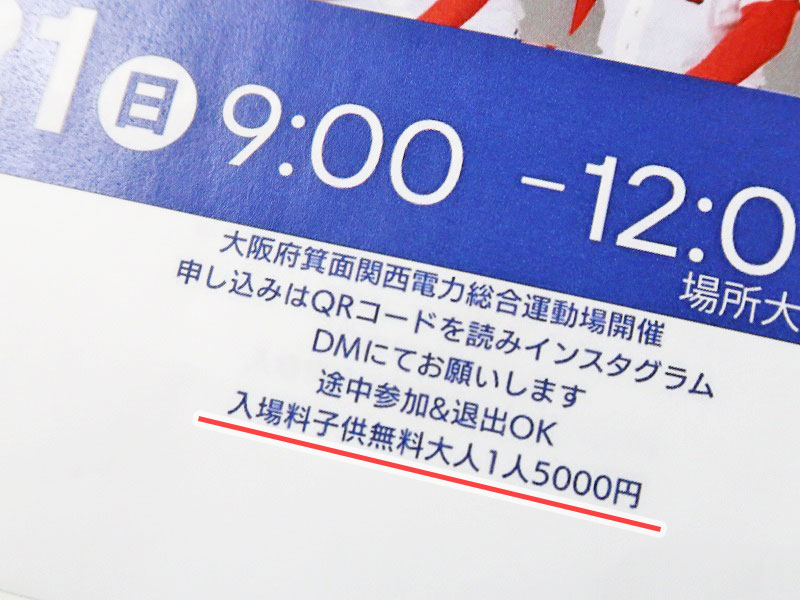 21 日 9:00 -12:0
場所大
大阪府箕面関西電力総合運動場開催
申し込みはQRコードを読みインスタグラム
DMにてお願いします
途中参加&退出OK
入場料子供無料大人1人5000円